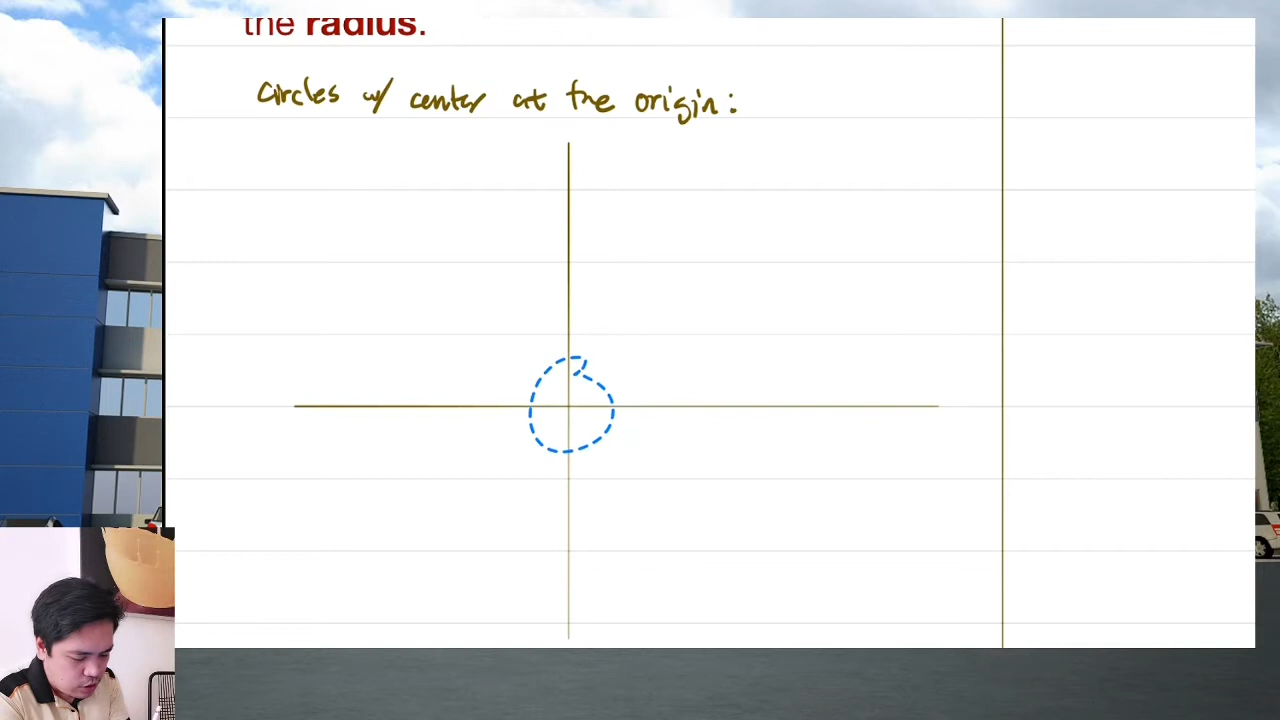 the radius.
Circles w/ center at the origin: